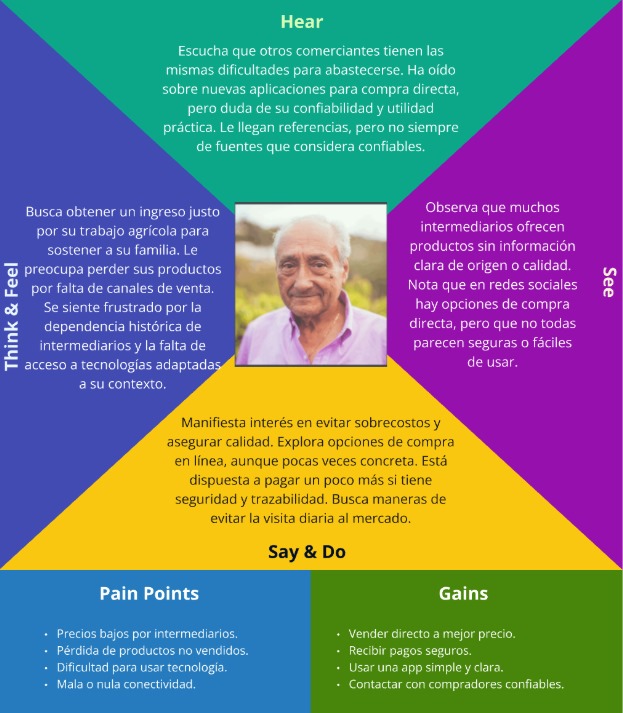 Hear
Escucha que otros comerciantes tienen las
mismas dificultades para abastecerse. Ha oído
sobre nuevas aplicaciones para compra directa,
pero duda de su confiabilidad y utilidad
práctica. Le llegan referencias, pero no siempre
de fuentes que considera confiables.
Think & Feel
Busca obtener un ingreso justo
por su trabajo agrícola para
sostener a su familia. Le
preocupa perder sus productos
por falta de canales de venta.
Se siente frustrado por la
dependencia histórica de
intermediarios y la falta de
acceso a tecnologías adaptadas
a su contexto.
Observa que muchos
intermediarios ofrecen
productos sin información
clara de origen o calidad.
Nota que en redes sociales
hay opciones de compra
directa, pero que no todas
parecen seguras o fáciles
de usar.
See
Manifiesta interés en evitar sobrecostos y
asegurar calidad. Explora opciones de compra
en línea, aunque pocas veces concreta. Está
dispuesta a pagar un poco más si tiene
seguridad y trazabilidad. Busca maneras de
evitar la visita diaria al mercado.
Say & Do
Pain Points
• Precios bajos por intermediarios.
• Pérdida de productos no vendidos.
• Dificultad para usar tecnología.
• Mala o nula conectividad.
Gains
• Vender directo a mejor precio.
• Recibir pagos seguros.
• Usar una app simple y clara.
• Contactar con compradores confiables.